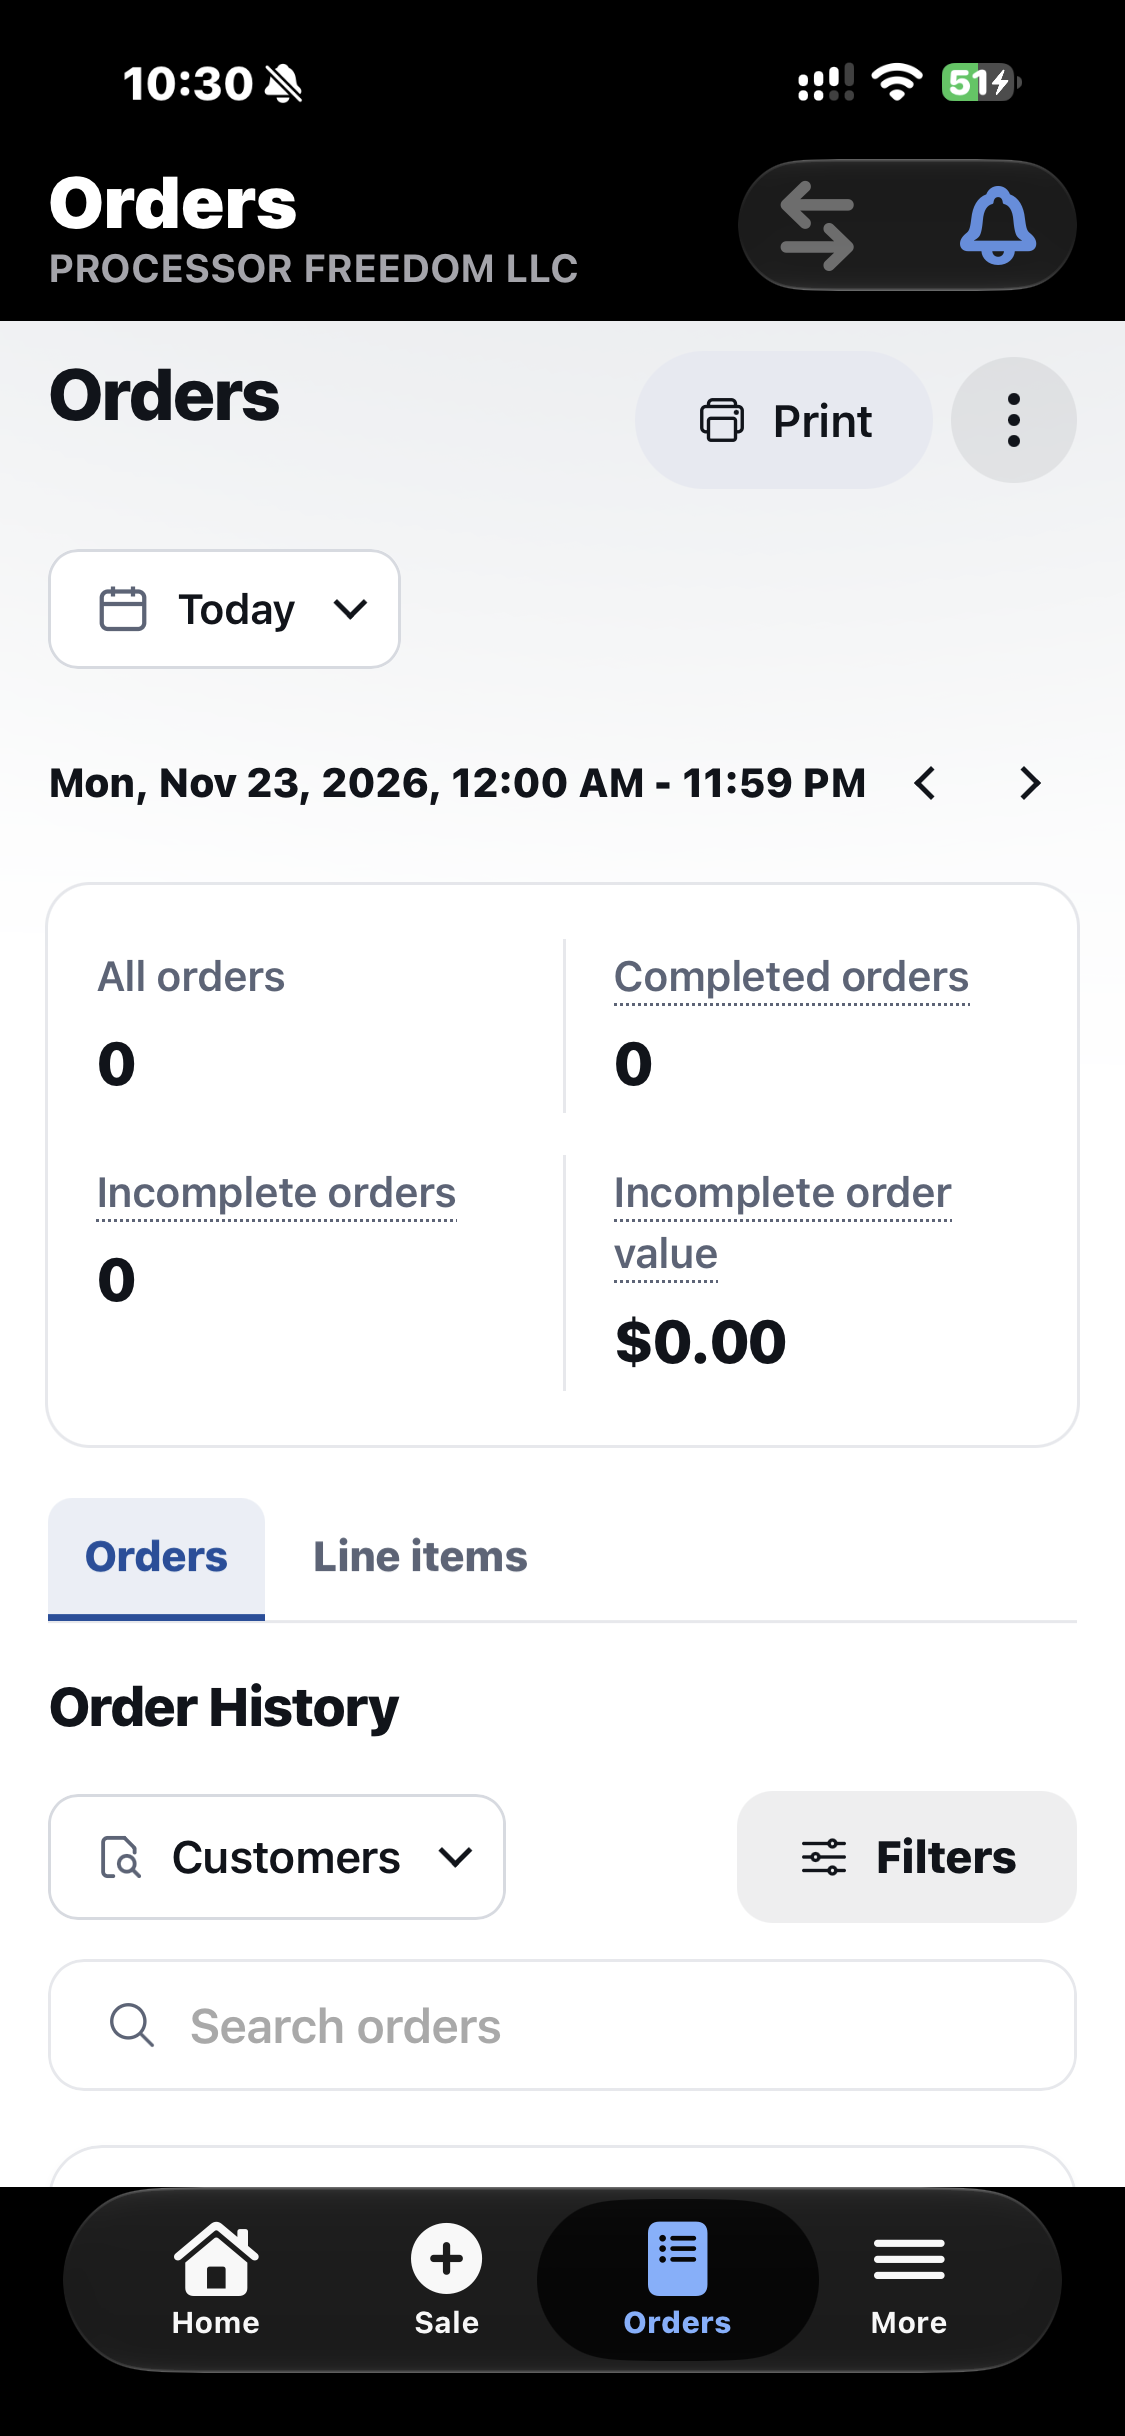 10:30
51
Orders
PROCESSOR FREEDOM LLC
Orders
Print
Today
Mon, Nov 23, 2026, 12:00 AM - 11:59 PM
All orders
0
Completed orders
0
Incomplete orders
0
Incomplete order
value
$0.00
Orders
Line items
Order History
Customers
Filters
Search orders
Home
Sale
Orders
More